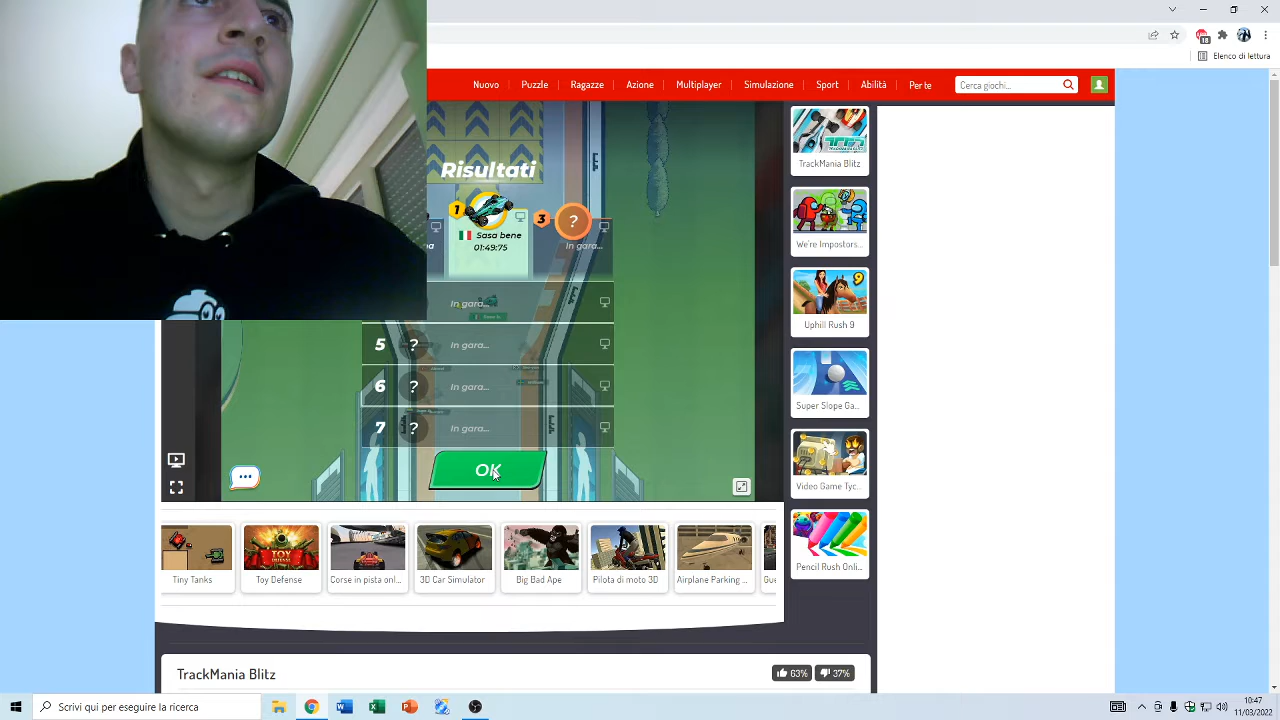 18
Elenco di lettura
Nuovo
Puzzle
Ragazze
Azione
Multiplayer
Simulazione
Sport
Abilità
Per te
Cerca giochi...
Risultati
1
3
?
Sasa bene
In gara...
01:49:75
In gara...
5 ? In gara...
6 ? In gara...
7 ? In gara...
OK
TrackMania Blitz
We're Impostors...
Uphill Rush 9
Super Slope Ga...
Video Game Tyc...
Pencil Rush Onli...
Tiny Tanks
Toy Defense
Corse in pista onl...
3D Car Simulator
Big Bad Ape
Pilota di moto 3D
Airplane Parking ...
TrackMania Blitz
63%
37%
Scrivi qui per eseguire la ricerca
10:47
11/03/2022